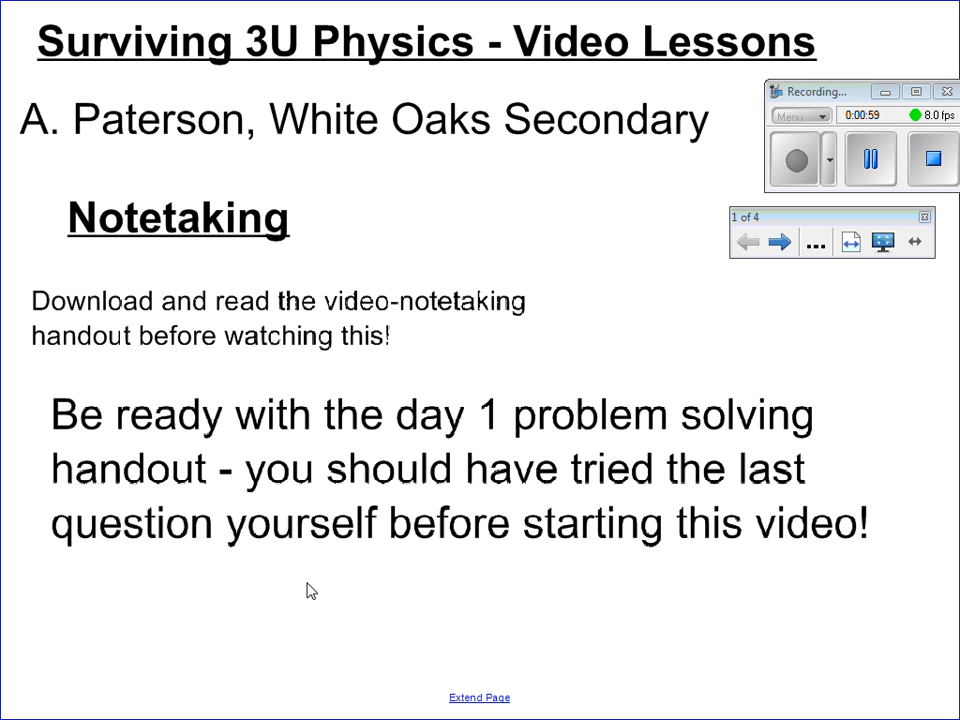 Surviving 3U Physics - Video Lessons
A. Paterson, White Oaks Secondary
Recording...
Menu
0:00:59
8.0 fps
Notetaking
1 of 4
Download and read the video-notetaking
handout before watching this!
Be ready with the day 1 problem solving
handout - you should have tried the last
question yourself before starting this video!
Extend Page